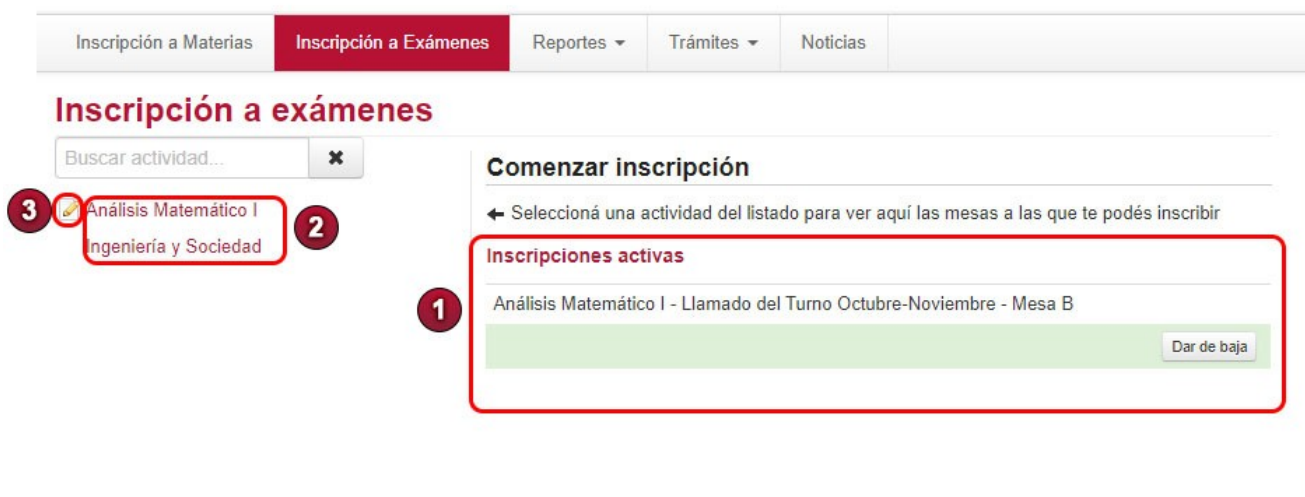 Inscripción a Materias Inscripción a Exámenes Reportes Trámites Noticias
Inscripción a exámenes
Buscar actividad...
3 Análisis Matemático I
Ingeniería y Sociedad
2
Comenzar inscripción
Seleccioná una actividad del listado para ver aquí las mesas a las que te podés inscribir
Inscripciones activas
1
Análisis Matemático I - Llamado del Turno Octubre-Noviembre - Mesa B
Dar de baja